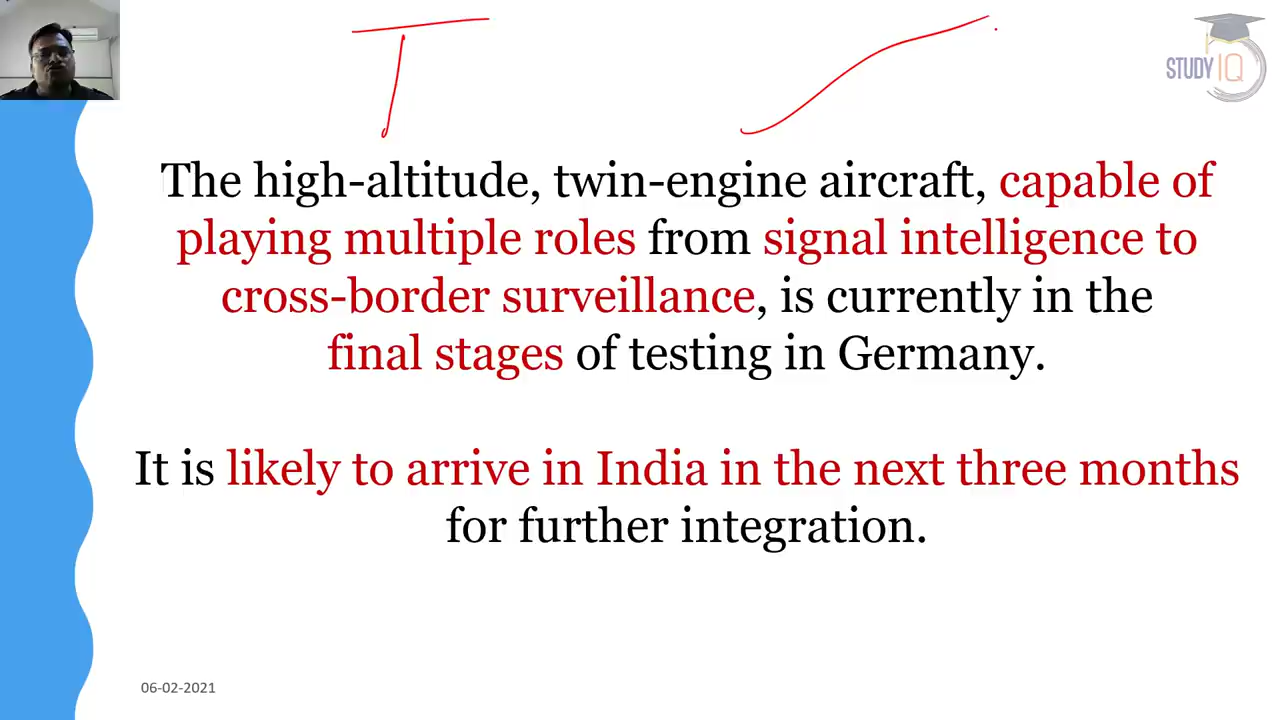 STUDY IQ
The high-altitude, twin-engine aircraft, capable of
playing multiple roles from signal intelligence to
cross-border surveillance, is currently in the
final stages of testing in Germany.
It is likely to arrive in India in the next three months
for further integration.
06-02-2021